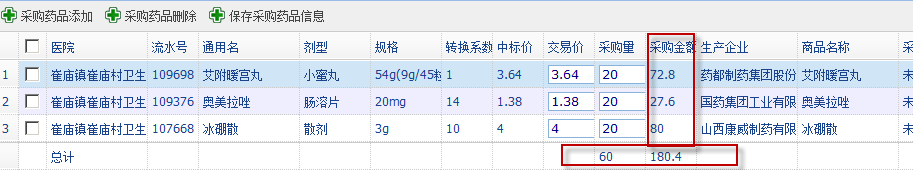 采购药品添加 采购药品删除 保存采购药品信息
医院 流水号 通用名 剂型 规格 转换系数 中标价 交易价 采购量 采购金额 生产企业 商品名称 采
1 崔庙镇崔庙村卫生 109698 艾附暖宫丸 小蜜丸 54g(9g/45粒 1 3.64 3.64 20 72.8 药都制药集团股份 艾附暖宫丸 未
2 崔庙镇崔庙村卫生 109376 奥美拉唑 肠溶片 20mg 14 1.38 1.38 20 27.6 国药集团工业有限 奥美拉唑 未
3 崔庙镇崔庙村卫生 107668 冰硼散 散剂 3g 10 4 4 20 80 山西康威制药有限 冰硼散 未
总计 60 180.4